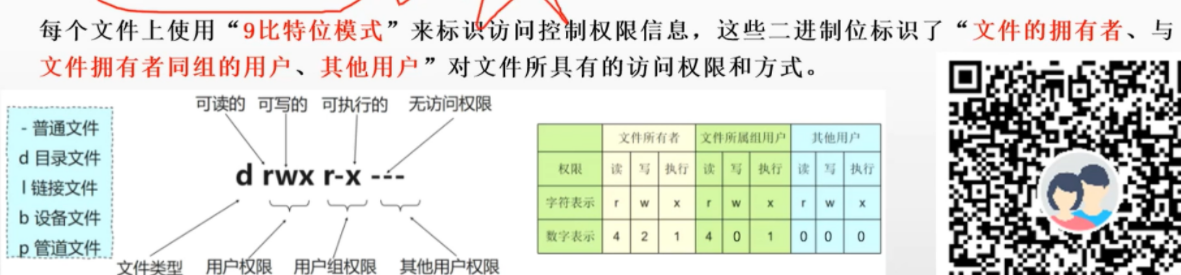 每个文件上使用“9比特位模式”来标识访问控制权限信息，这些二进制位标识了“文件的拥有者、与
文件拥有者同组的用户、其他用户”对文件所具有的访问权限和方式。
- 普通文件
d 目录文件
l 链接文件
b 设备文件
p 管道文件
可读的 可写的 可执行的 无访问权限
d rwx r-x ---
文件类型 用户权限 用户组权限 其他用户权限
文件所有者 文件所属组用户 其他用户
权限 读 写 执行 读 写 执行 读 写 执行
字符表示 r w x r w x r w x
数字表示 4 2 1 4 0 1 0 0 0